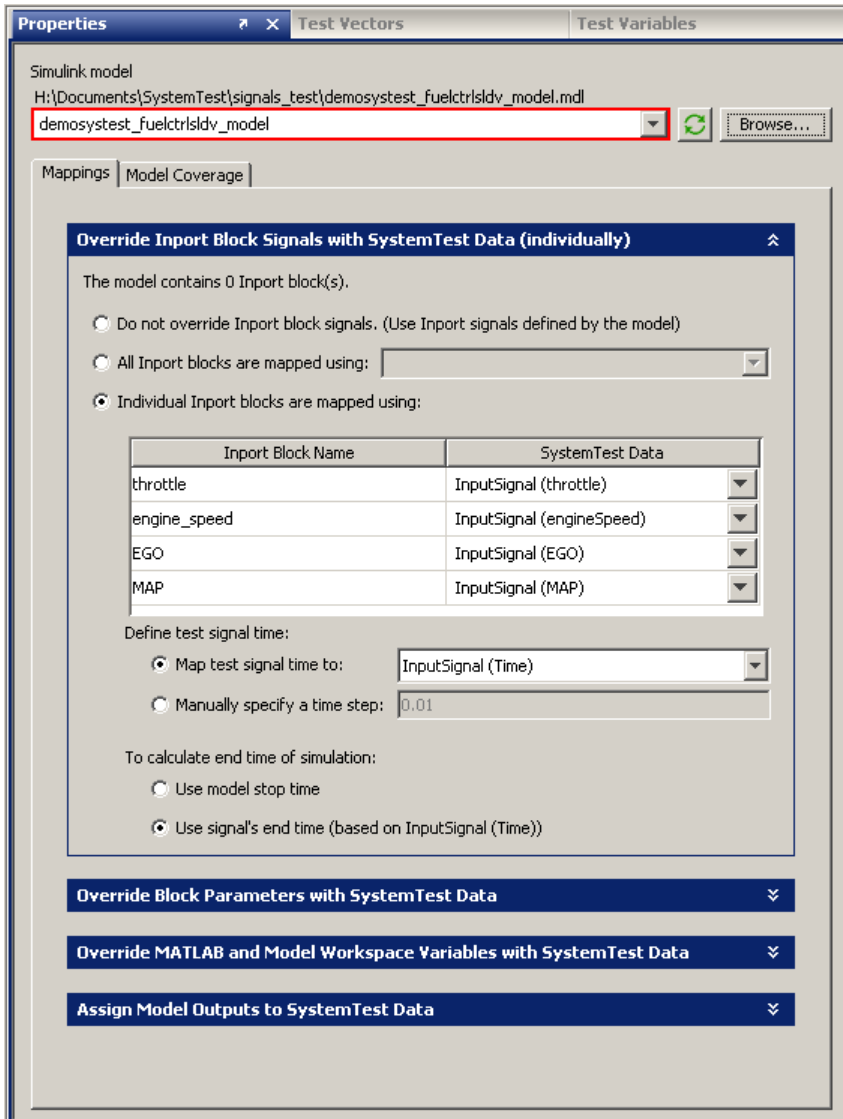 Properties Test Vectors Test Variables
Simulink model
H:\Documents\SystemTest\signals_test\demosystest_fuelctrlsldv_model.mdl
demosystest_fuelctrlsldv_model Browse...
Mappings Model Coverage
Override Inport Block Signals with SystemTest Data (individually)
The model contains 0 Inport block(s).
Do not override Inport block signals. (Use Inport signals defined by the model)
All Inport blocks are mapped using:
Individual Inport blocks are mapped using:
Inport Block Name SystemTest Data
throttle InputSignal (throttle)
engine_speed InputSignal (engineSpeed)
EGO InputSignal (EGO)
MAP InputSignal (MAP)
Define test signal time:
Map test signal time to: InputSignal (Time)
Manually specify a time step: 0.01
To calculate end time of simulation:
Use model stop time
Use signal's end time (based on InputSignal (Time))
Override Block Parameters with SystemTest Data
Override MATLAB and Model Workspace Variables with SystemTest Data
Assign Model Outputs to SystemTest Data